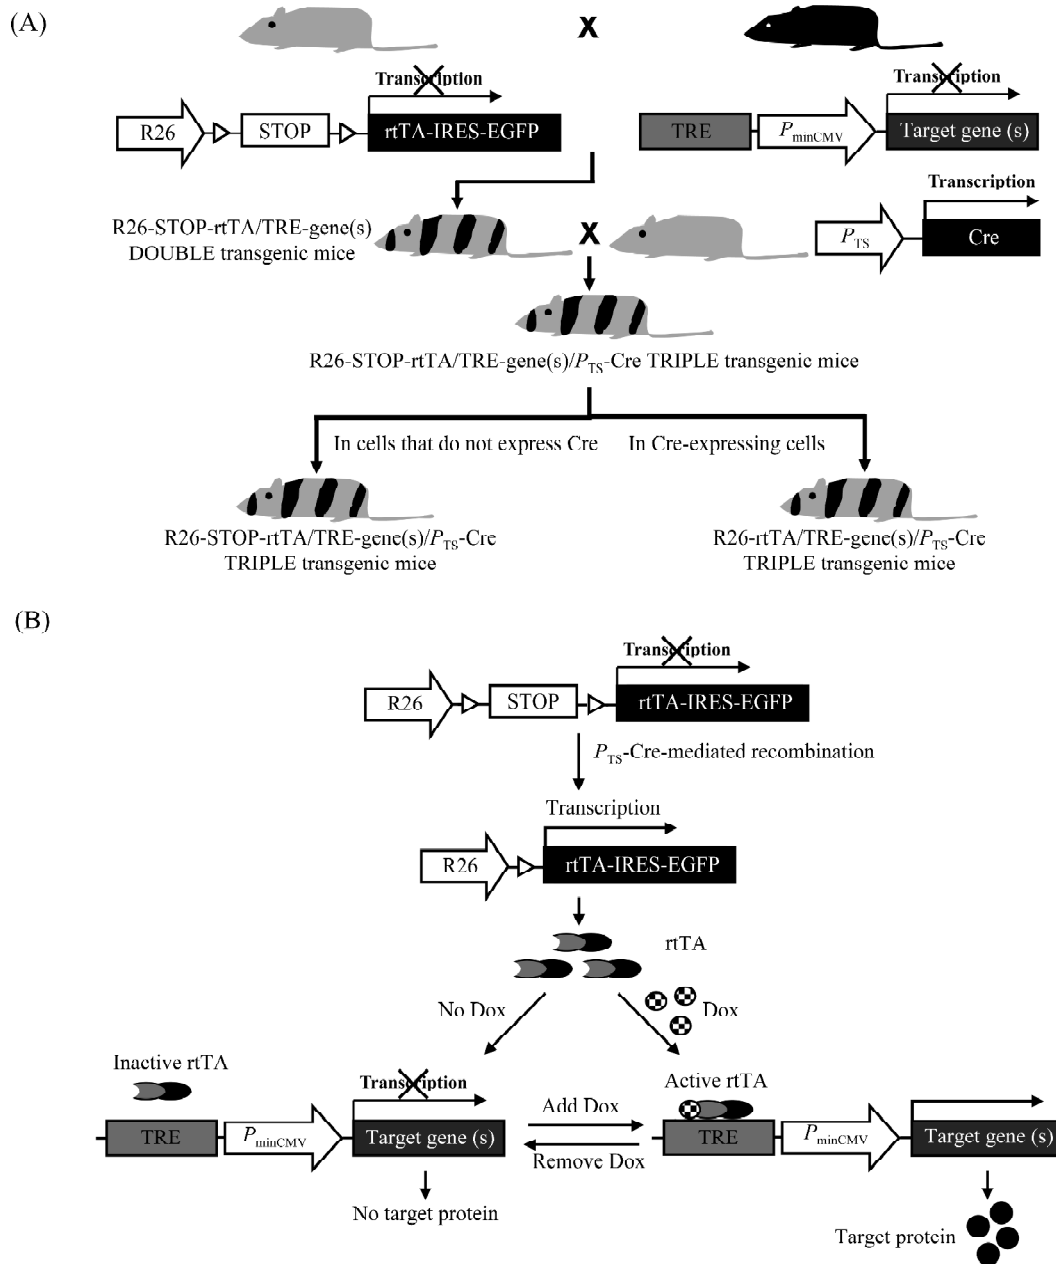 (A)
X
Transcription
Transcription
R26
STOP
rtTA-IRES-EGFP
TRE
PminCMV
Target gene (s)
Transcription
R26-STOP-rtTA/TRE-gene(s)
DOUBLE transgenic mice
X
PTS
Cre
R26-STOP-rtTA/TRE-gene(s)/PTS-Cre TRIPLE transgenic mice
In cells that do not express Cre
In Cre-expressing cells
R26-STOP-rtTA/TRE-gene(s)/PTS-Cre
TRIPLE transgenic mice
R26-rtTA/TRE-gene(s)/PTS-Cre
TRIPLE transgenic mice
(B)
Transcription
R26
STOP
rtTA-IRES-EGFP
PTS-Cre-mediated recombination
Transcription
R26
rtTA-IRES-EGFP
rtTA
No Dox
Dox
Inactive rtTA
Transcription
Active rtTA
TRE
PminCMV
Target gene (s)
Add Dox
Remove Dox
TRE
PminCMV
Target gene (s)
No target protein
Target protein